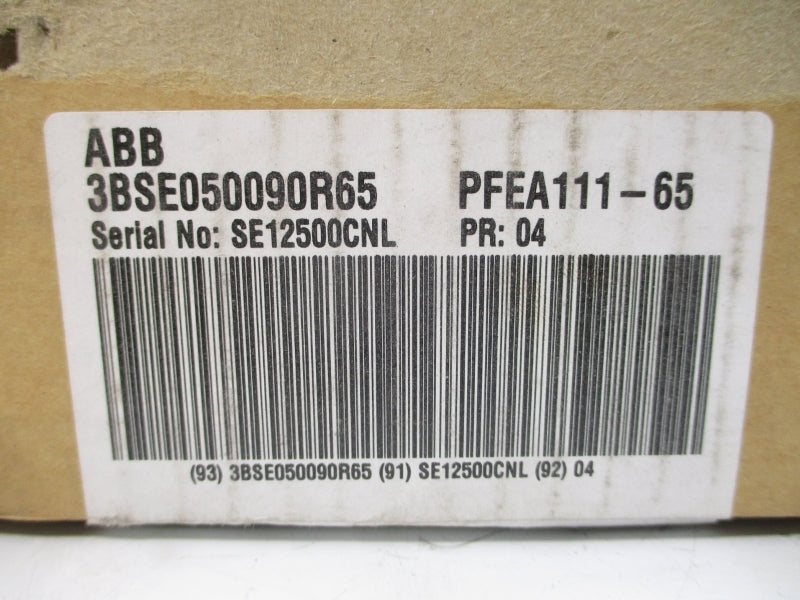 ABB
3BSE050090R65 PFEA111-65
Serial No: SE12500CNL PR: 04
(93) 3BSE050090R65 (91) SE12500CNL (92) 04